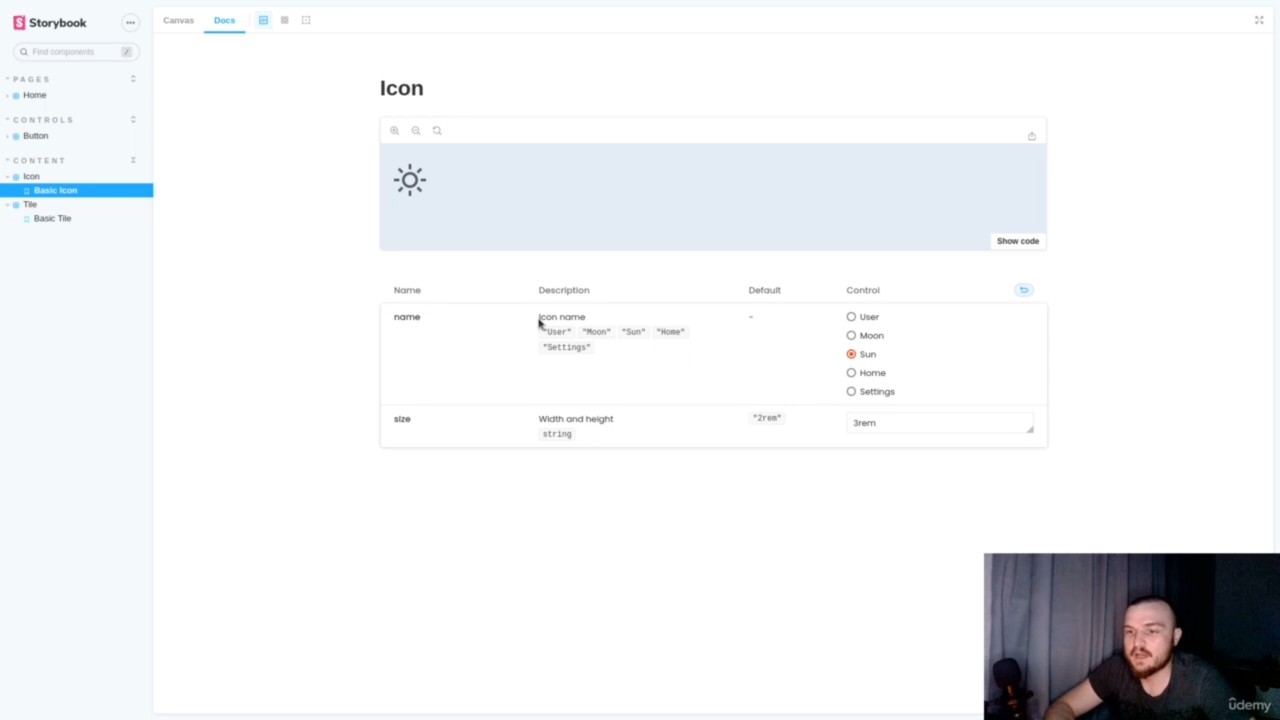 Storybook
Canvas
Docs
Find components
/
PAGES
Home
CONTROLS
Button
CONTENT
Icon
Basic Icon
Tile
Basic Tile
Icon
Show code
Name Description Default Control
name
Icon name
"User" "Moon" "Sun" "Home"
"Settings"
-
User
Moon
Sun
Home
Settings
size
Width and height
string
"2rem"
3rem
ûdemy